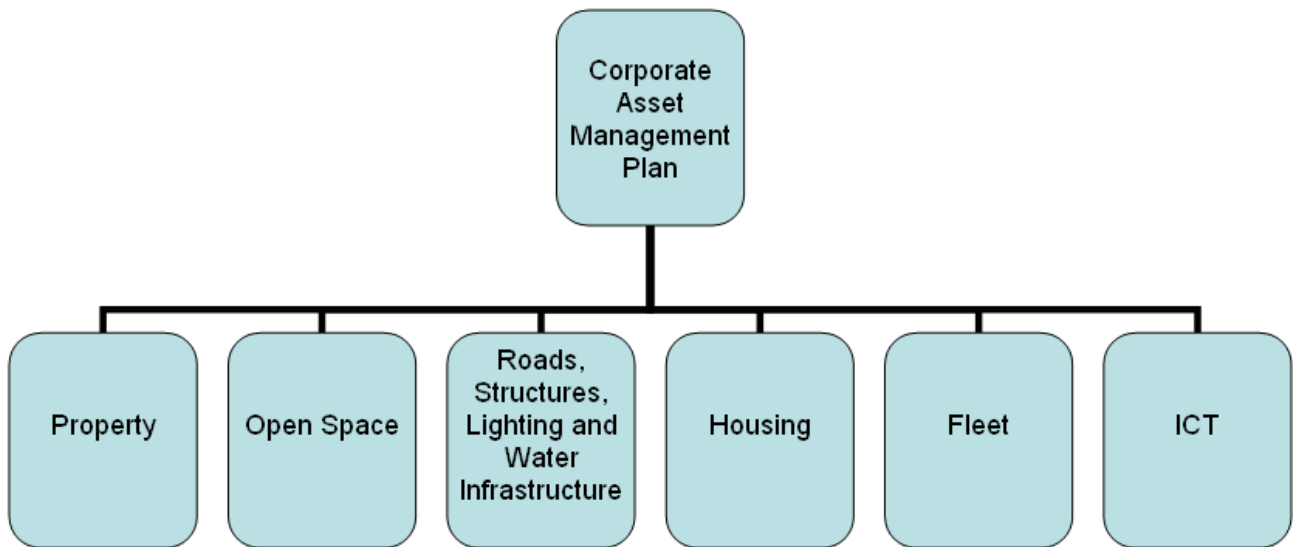 Corporate
Asset
Management
Plan
Property
Open Space
Roads,
Structures,
Lighting and
Water
Infrastructure
Housing
Fleet
ICT